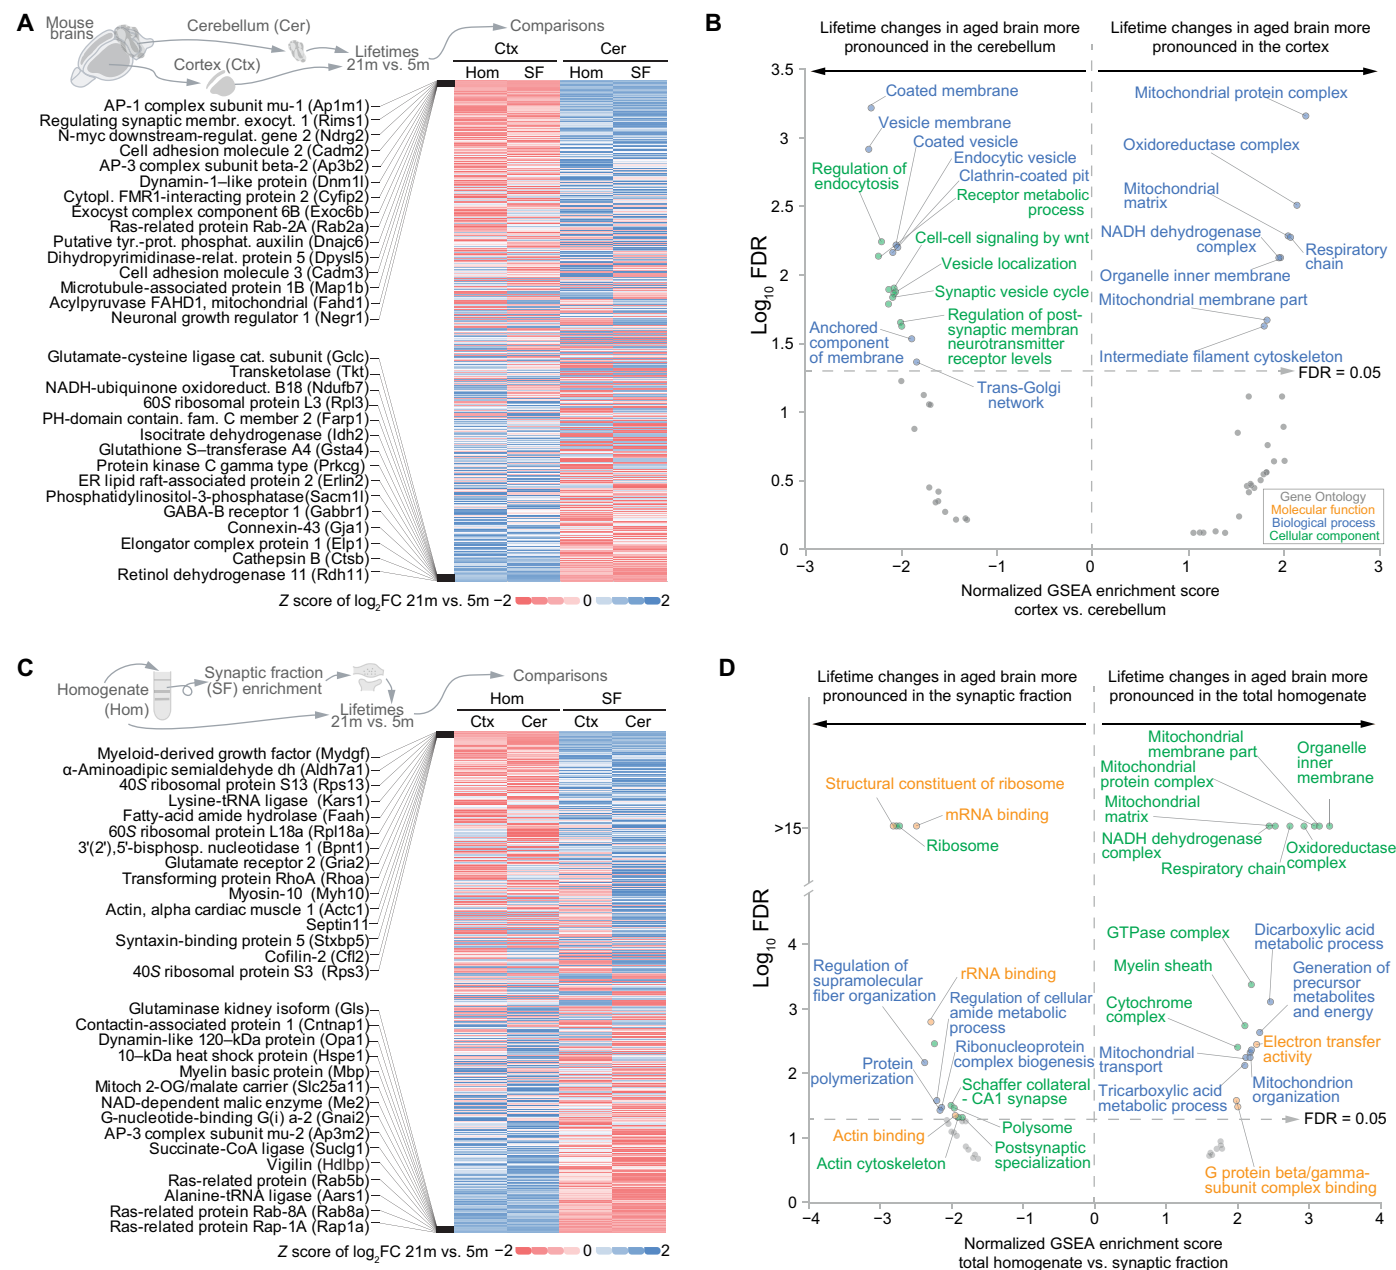 A
Mouse
brains
Cerebellum (Cer)
Cortex (Ctx)
Lifetimes
21m vs. 5m
Comparisons
Ctx
Cer
Hom
SF
Hom
SF
AP-1 complex subunit mu-1 (Ap1m1)
Regulating synaptic membr. exocyt. 1 (Rims1)
N-myc downstream-regulat. gene 2 (Ndrg2)
Cell adhesion molecule 2 (Cadm2)
AP-3 complex subunit beta-2 (Ap3b2)
Dynamin-1–like protein (Dnm1l)
Cytopl. FMR1-interacting protein 2 (Cyfip2)
Exocyst complex component 6B (Exoc6b)
Ras-related protein Rab-2A (Rab2a)
Putative tyr.-prot. phosphat. auxilin (Dnajc6)
Dihydropyrimidinase-relat. protein 5 (Dpysl5)
Cell adhesion molecule 3 (Cadm3)
Microtubule-associated protein 1B (Map1b)
Acylpyruvase FAHD1, mitochondrial (Fahd1)
Neuronal growth regulator 1 (Negr1)
Glutamate-cysteine ligase cat. subunit (Gclc)
Transketolase (Tkt)
NADH-ubiquinone oxidoreduct. B18 (Ndufb7)
60S ribosomal protein L3 (Rpl3)
PH-domain contain. fam. C member 2 (Farp1)
Isocitrate dehydrogenase (Idh2)
Glutathione S–transferase A4 (Gsta4)
Protein kinase C gamma type (Prkcg)
ER lipid raft-associated protein 2 (Erlin2)
Phosphatidylinositol-3-phosphatase(Sacm1l)
GABA-B receptor 1 (Gabbr1)
Connexin-43 (Gja1)
Elongator complex protein 1 (Elp1)
Cathepsin B (Ctsb)
Retinol dehydrogenase 11 (Rdh11)
Z score of log2FC 21m vs. 5m −2 0 2
B
Lifetime changes in aged brain more
pronounced in the cerebellum
Lifetime changes in aged brain more
pronounced in the cortex
Log10 FDR
3.5
3
2.5
2
1.5
1
0.5
0
Coated membrane
Vesicle membrane
Coated vesicle
Endocytic vesicle
Clathrin-coated pit
Regulation of
endocytosis
Receptor metabolic
process
Cell-cell signaling by wnt
Vesicle localization
Synaptic vesicle cycle
Regulation of post-
synaptic membran
neurotransmitter
receptor levels
Anchored
component
of membrane
Trans-Golgi
network
Mitochondrial protein complex
Oxidoreductase complex
Mitochondrial
matrix
NADH dehydrogenase
complex
Respiratory
chain
Organelle inner membrane
Mitochondrial membrane part
Intermediate filament cytoskeleton
FDR = 0.05
Gene Ontology
Molecular function
Biological process
Cellular component
−3 −2 −1 0 1 2 3
Normalized GSEA enrichment score
cortex vs. cerebellum
C
Homogenate
(Hom)
Synaptic fraction
(SF) enrichment
Lifetimes
21m vs. 5m
Comparisons
Hom
SF
Ctx
Cer
Ctx
Cer
Myeloid-derived growth factor (Mydgf)
α-Aminoadipic semialdehyde dh (Aldh7a1)
40S ribosomal protein S13 (Rps13)
Lysine-tRNA ligase (Kars1)
Fatty-acid amide hydrolase (Faah)
60S ribosomal protein L18a (Rpl18a)
3'(2'),5'-bisphosp. nucleotidase 1 (Bpnt1)
Glutamate receptor 2 (Gria2)
Transforming protein RhoA (Rhoa)
Myosin-10 (Myh10)
Actin, alpha cardiac muscle 1 (Actc1)
Septin11
Syntaxin-binding protein 5 (Stxbp5)
Cofilin-2 (Cfl2)
40S ribosomal protein S3 (Rps3)
Glutaminase kidney isoform (Gls)
Contactin-associated protein 1 (Cntnap1)
Dynamin-like 120–kDa protein (Opa1)
10–kDa heat shock protein (Hspe1)
Myelin basic protein (Mbp)
Mitoch 2-OG/malate carrier (Slc25a11)
NAD-dependent malic enzyme (Me2)
G-nucleotide-binding G(i) a-2 (Gnai2)
AP-3 complex subunit mu-2 (Ap3m2)
Succinate-CoA ligase (Suclg1)
Vigilin (Hdlbp)
Ras-related protein (Rab5b)
Alanine-tRNA ligase (Aars1)
Ras-related protein Rab-8A (Rab8a)
Ras-related protein Rap-1A (Rap1a)
Z score of log2FC 21m vs. 5m −2 0 2
D
Lifetime changes in aged brain more
pronounced in the synaptic fraction
Lifetime changes in aged brain more
pronounced in the total homogenate
Log10 FDR
>15
4
3
2
1
0
Structural constituent of ribosome
mRNA binding
Ribosome
Mitochondrial
membrane part
Organelle
inner
membrane
Mitochondrial
protein complex
Mitochondrial
matrix
NADH dehydrogenase
complex
Oxidoreductase
complex
Respiratory chain
Regulation of
supramolecular
fiber organization
rRNA binding
Regulation of cellular
amide metabolic
process
Ribonucleoprotein
complex biogenesis
Protein
polymerization
Schaffer collateral
- CA1 synapse
Polysome
Actin binding
Actin cytoskeleton
Postsynaptic
specialization
GTPase complex
Dicarboxylic acid
metabolic process
Myelin sheath
Generation of
precursor
metabolites
and energy
Cytochrome
complex
Electron transfer
activity
Mitochondrial
transport
Tricarboxylic acid
metabolic process
Mitochondrion
organization
FDR = 0.05
G protein beta/gamma-
subunit complex binding
−4 −3 −2 −1 0 1 2 3 4
Normalized GSEA enrichment score
total homogenate vs. synaptic fraction